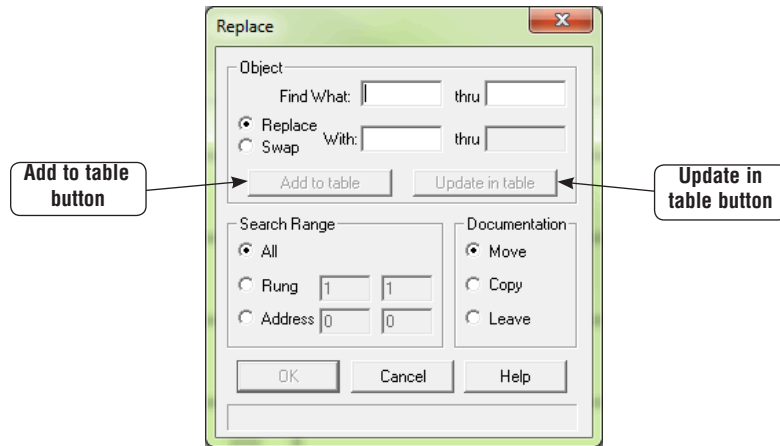 Replace
Object
Find What: thru
Replace
Swap
With: thru
Add to table
Update in table
Add to table
button
Update in
table button
Search Range
All
Rung 1 1
Address 0 0
Documentation
Move
Copy
Leave
OK
Cancel
Help